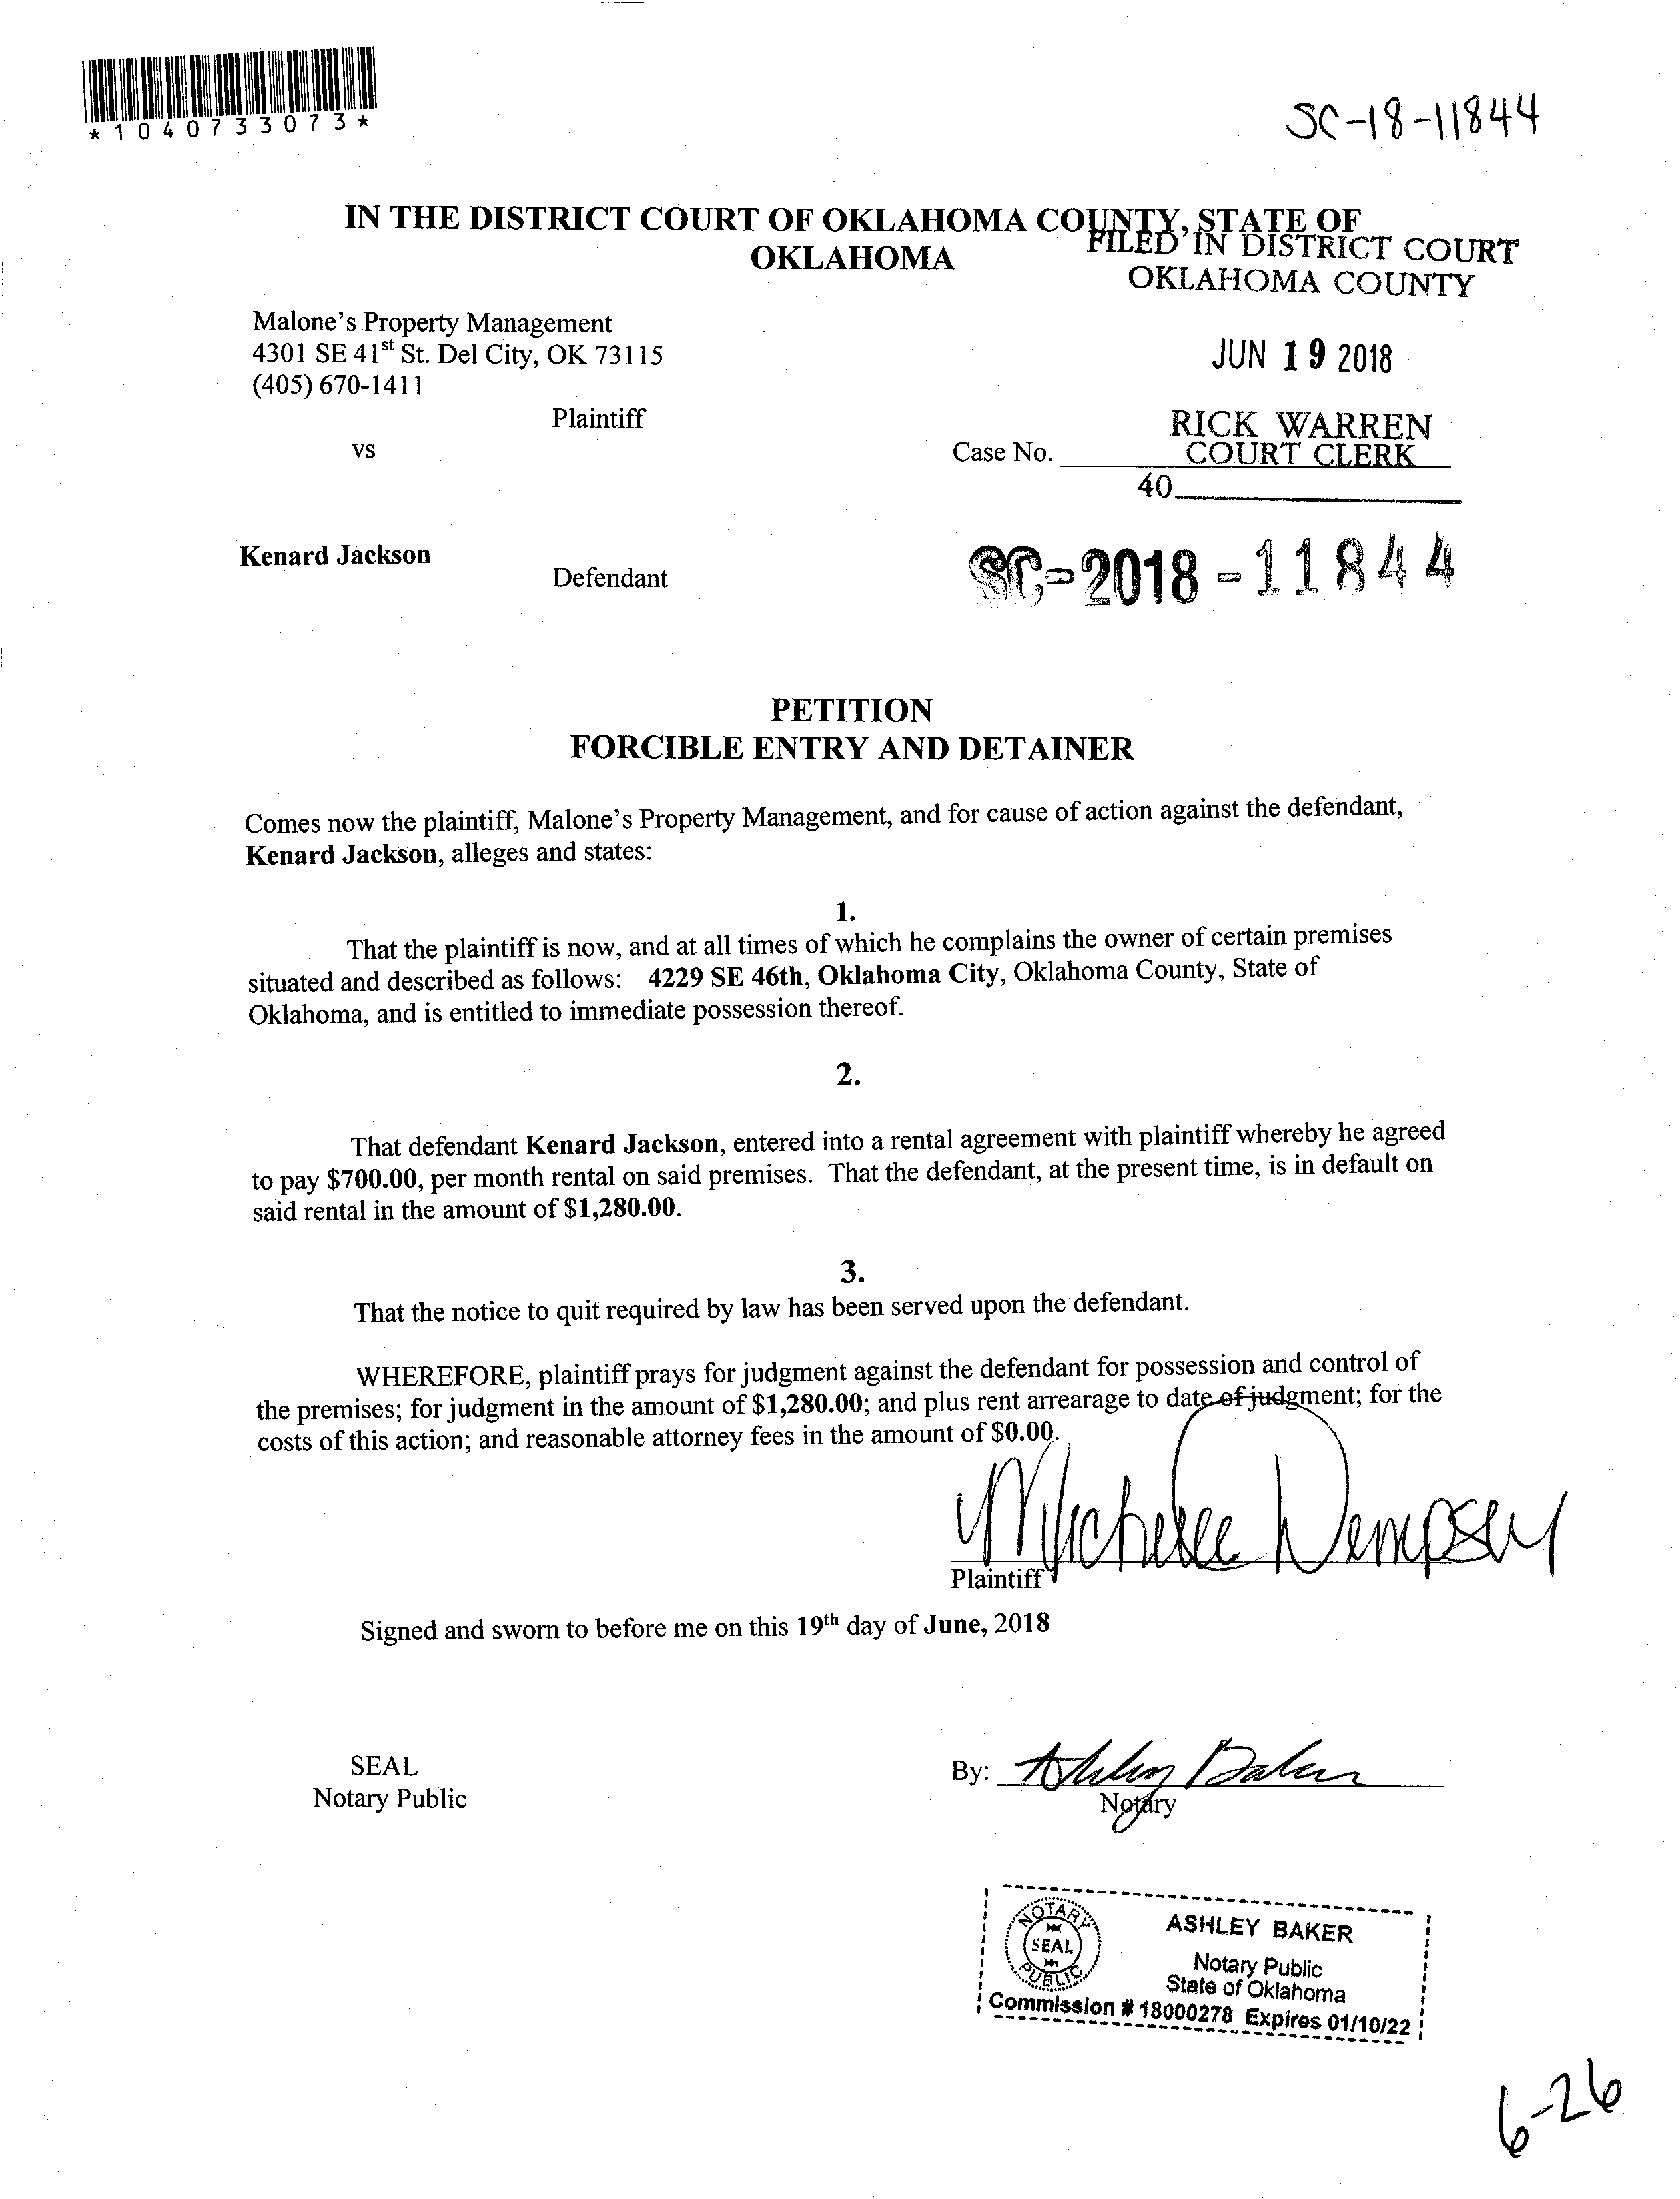 *1040733073*
SC-18-11844
IN THE DISTRICT COURT OF OKLAHOMA COUNTY, STATE OF
OKLAHOMA
FILED IN DISTRICT COURT
OKLAHOMA COUNTY
Malone's Property Management
4301 SE 41st St. Del City, OK 73115
(405) 670-1411
JUN 19 2018
Plaintiff
RICK WARREN
COURT CLERK
vs
Case No.
40
Kenard Jackson
Defendant
SC-2018-11844
PETITION
FORCIBLE ENTRY AND DETAINER
Comes now the plaintiff, Malone's Property Management, and for cause of action against the defendant,
Kenard Jackson, alleges and states:
1.
That the plaintiff is now, and at all times of which he complains the owner of certain premises
situated and described as follows: 4229 SE 46th, Oklahoma City, Oklahoma County, State of
Oklahoma, and is entitled to immediate possession thereof.
2.
That defendant Kenard Jackson, entered into a rental agreement with plaintiff whereby he agreed
to pay $700.00, per month rental on said premises. That the defendant, at the present time, is in default on
said rental in the amount of $1,280.00.
3.
That the notice to quit required by law has been served upon the defendant.
WHEREFORE, plaintiff prays for judgment against the defendant for possession and control of
the premises; for judgment in the amount of $1,280.00; and plus rent arrearage to date of judgment; for the
costs of this action; and reasonable attorney fees in the amount of $0.00.
Michelle Dempsey
Plaintiff
Signed and sworn to before me on this 19th day of June, 2018
SEAL
Notary Public
By: Ashley Baker
Notary
NOTARY
SEAL
PUBLIC
ASHLEY BAKER
Notary Public
State of Oklahoma
Commission # 18000278 Expires 01/10/22
6-26